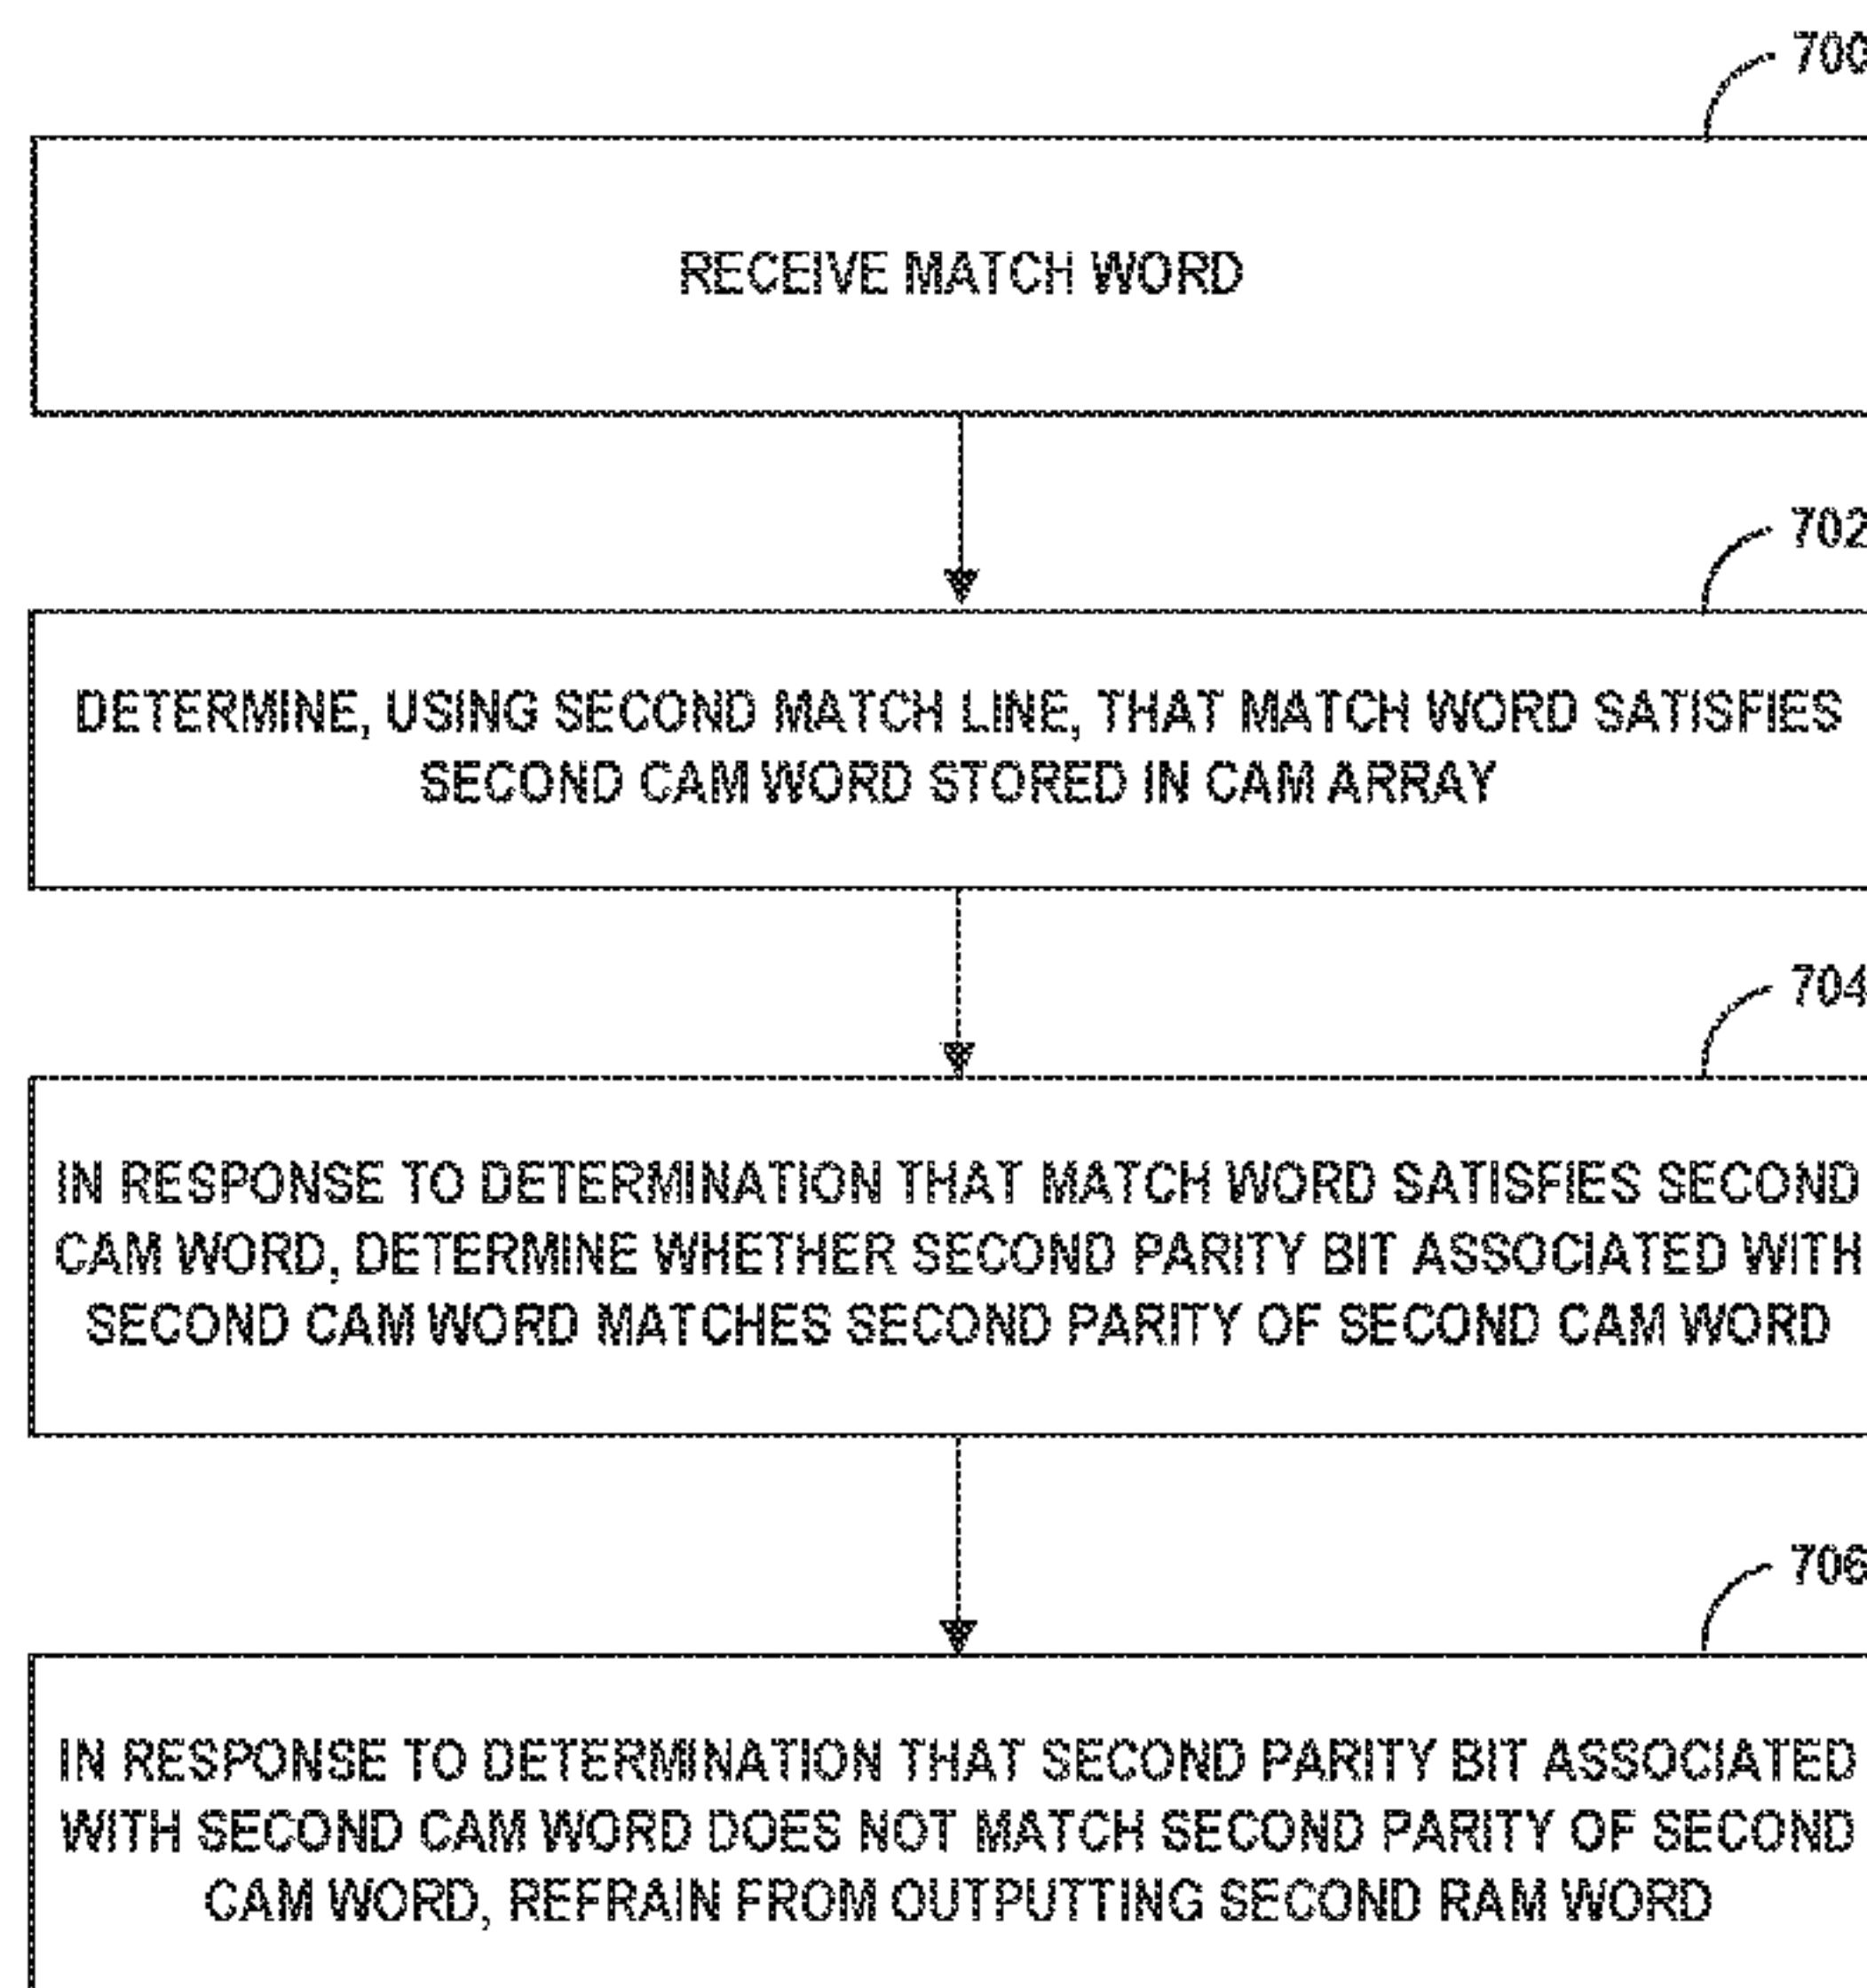 700
RECEIVE MATCH WORD
702
DETERMINE, USING SECOND MATCH LINE, THAT MATCH WORD SATISFIES
SECOND CAM WORD STORED IN CAM ARRAY
704
IN RESPONSE TO DETERMINATION THAT MATCH WORD SATISFIES SECOND
CAM WORD, DETERMINE WHETHER SECOND PARITY BIT ASSOCIATED WITH
SECOND CAM WORD MATCHES SECOND PARITY OF SECOND CAM WORD
706
IN RESPONSE TO DETERMINATION THAT SECOND PARITY BIT ASSOCIATED
WITH SECOND CAM WORD DOES NOT MATCH SECOND PARITY OF SECOND
CAM WORD, REFRAIN FROM OUTPUTTING SECOND RAM WORD